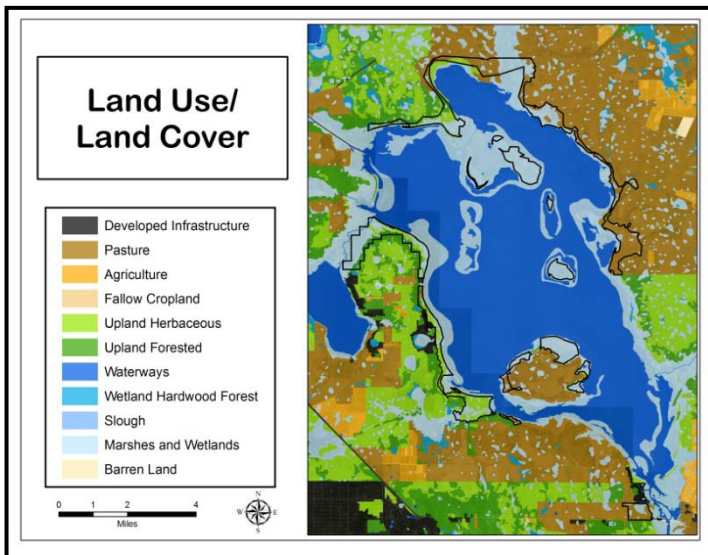 Land Use/
Land Cover
Developed Infrastructure
Pasture
Agriculture
Fallow Cropland
Upland Herbaceous
Upland Forested
Waterways
Wetland Hardwood Forest
Slough
Marshes and Wetlands
Barren Land
0 1 2 4
Miles
N
W E
S